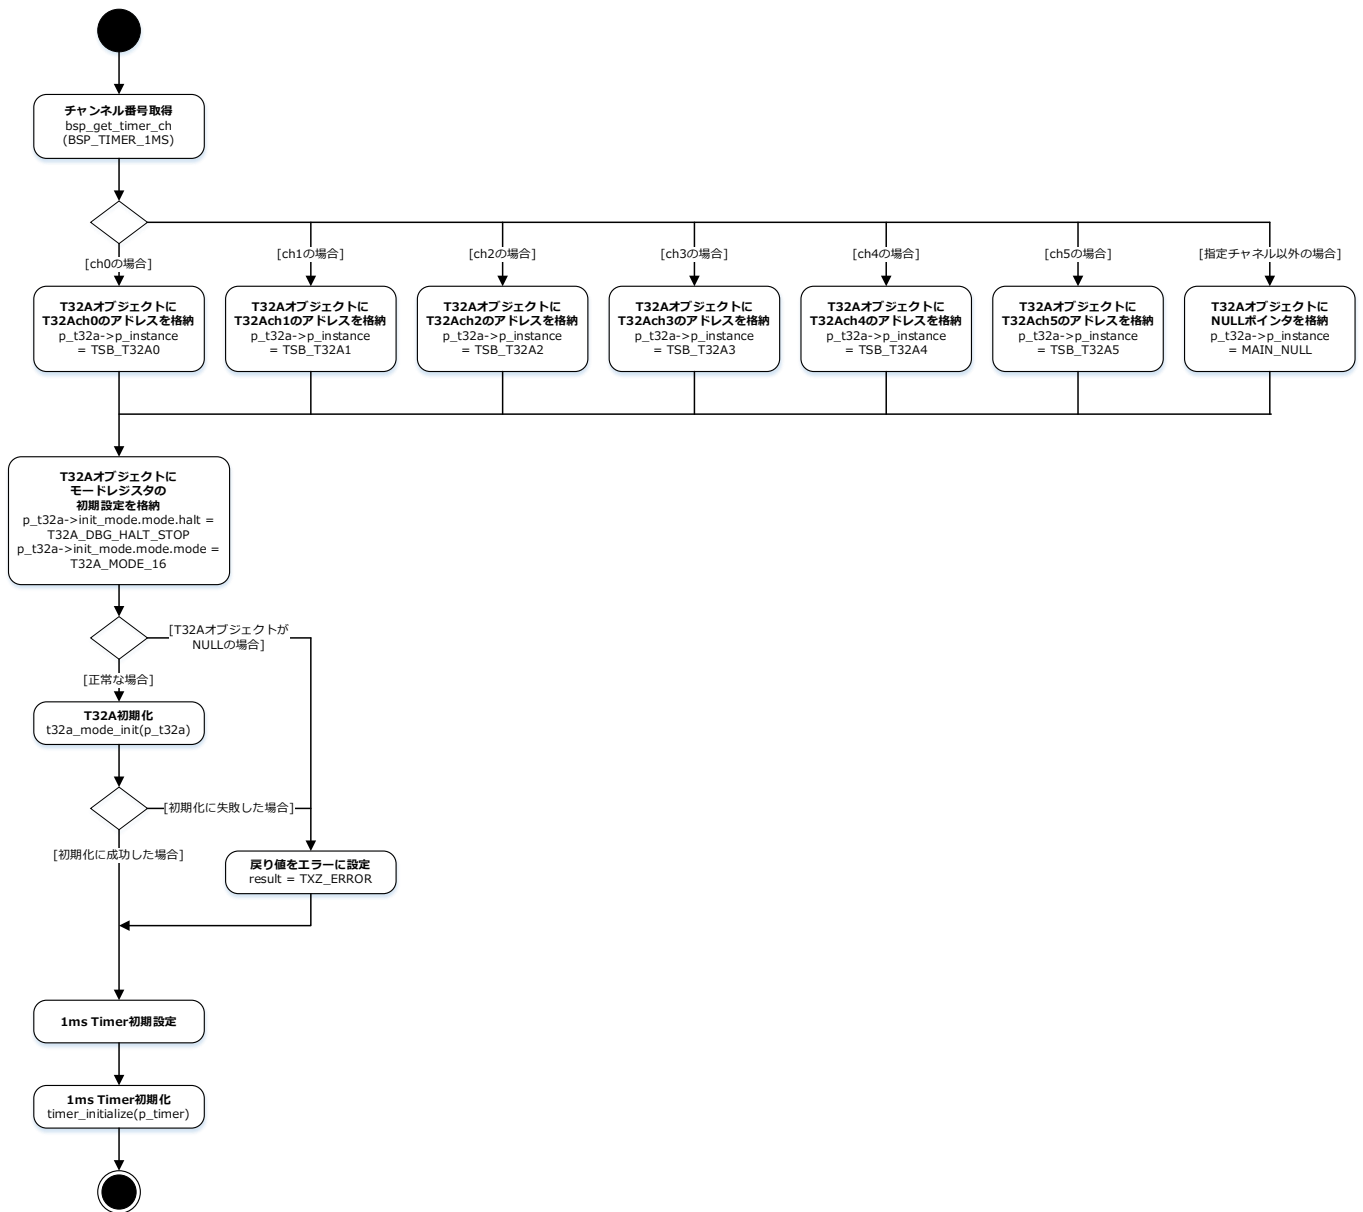 チャンネル番号取得
bsp_get_timer_ch
(BSP_TIMER_1MS)
[ch0の場合]
[ch1の場合]
[ch2の場合]
[ch3の場合]
[ch4の場合]
[ch5の場合]
[指定チャネル以外の場合]
T32Aオブジェクトに
T32Ach0のアドレスを格納
p_t32a->p_instance
= TSB_T32A0
T32Aオブジェクトに
T32Ach1のアドレスを格納
p_t32a->p_instance
= TSB_T32A1
T32Aオブジェクトに
T32Ach2のアドレスを格納
p_t32a->p_instance
= TSB_T32A2
T32Aオブジェクトに
T32Ach3のアドレスを格納
p_t32a->p_instance
= TSB_T32A3
T32Aオブジェクトに
T32Ach4のアドレスを格納
p_t32a->p_instance
= TSB_T32A4
T32Aオブジェクトに
T32Ach5のアドレスを格納
p_t32a->p_instance
= TSB_T32A5
T32Aオブジェクトに
NULLポインタを格納
p_t32a->p_instance
= MAIN_NULL
T32Aオブジェクトに
モードレジスタの
初期設定を格納
p_t32a->init_mode.mode.halt =
T32A_DBG_HALT_STOP
p_t32a->init_mode.mode.mode =
T32A_MODE_16
[T32Aオブジェクトが
NULLの場合]
[正常な場合]
T32A初期化
t32a_mode_init(p_t32a)
[初期化に失敗した場合]
[初期化に成功した場合]
戻り値をエラーに設定
result = TXZ_ERROR
1ms Timer初期設定
1ms Timer初期化
timer_initialize(p_timer)